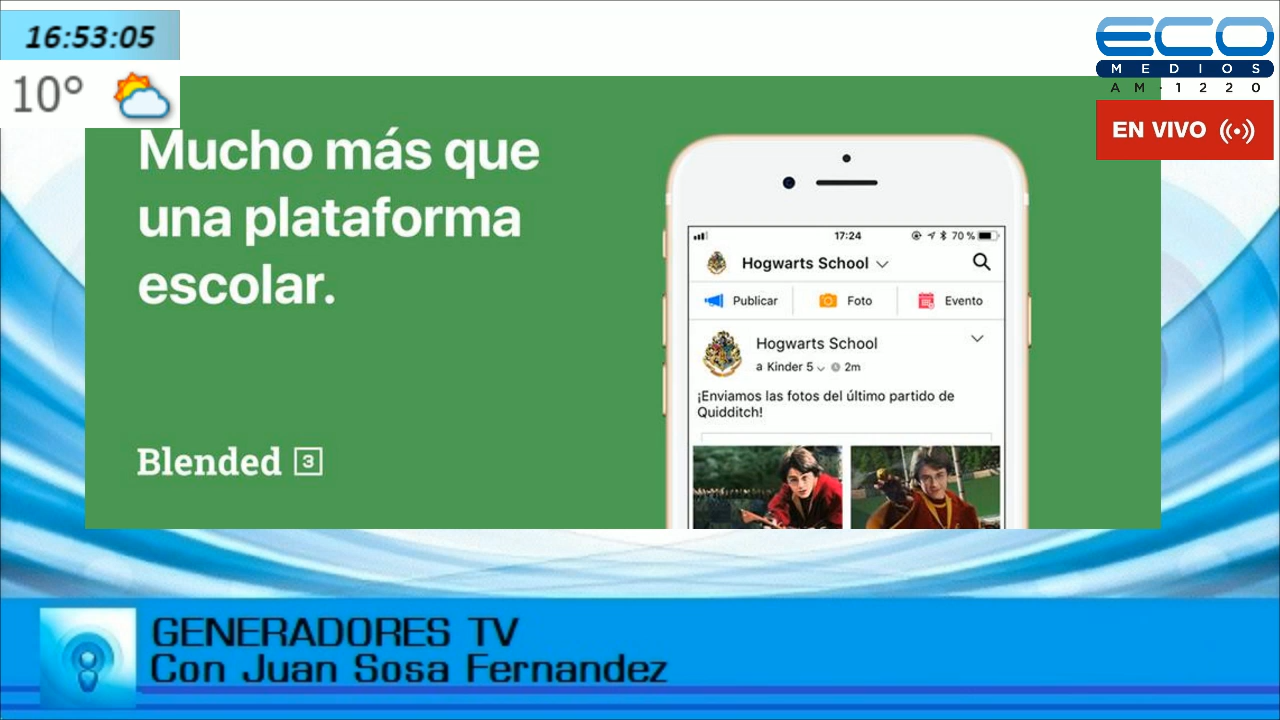 16:53:05
10°
ECO
MEDIOS
AM·1220
EN VIVO
Mucho más que
una plataforma
escolar.
Blended 3
17:24
70 %
Hogwarts School
Publicar
Foto
Evento
Hogwarts School
a Kinder 5
2m
¡Enviamos las fotos del último partido de
Quidditch!
GENERADORES TV
Con Juan Sosa Fernandez